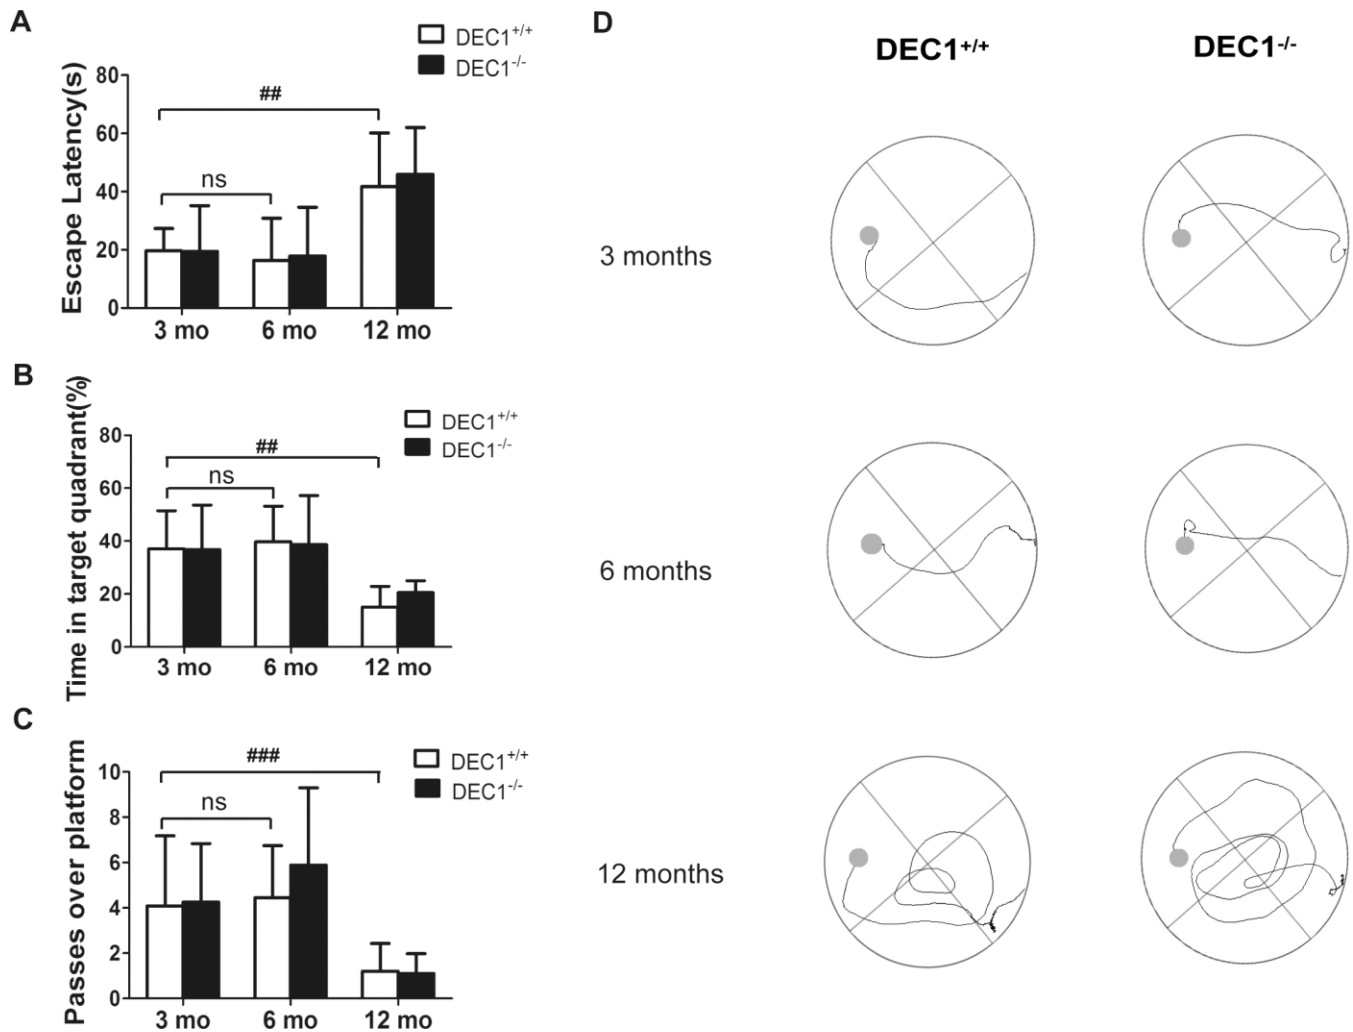 A
DEC1+/+
DEC1-/-
Escape Latency(s)
80
60
40
20
0
##
ns
3 mo
6 mo
12 mo
B
DEC1+/+
DEC1-/-
Time in target quadrant(%)
80
60
40
20
0
##
ns
3 mo
6 mo
12 mo
C
DEC1+/+
DEC1-/-
Passes over platform
10
8
6
4
2
0
###
ns
3 mo
6 mo
12 mo
D
DEC1+/+
DEC1-/-
3 months
6 months
12 months